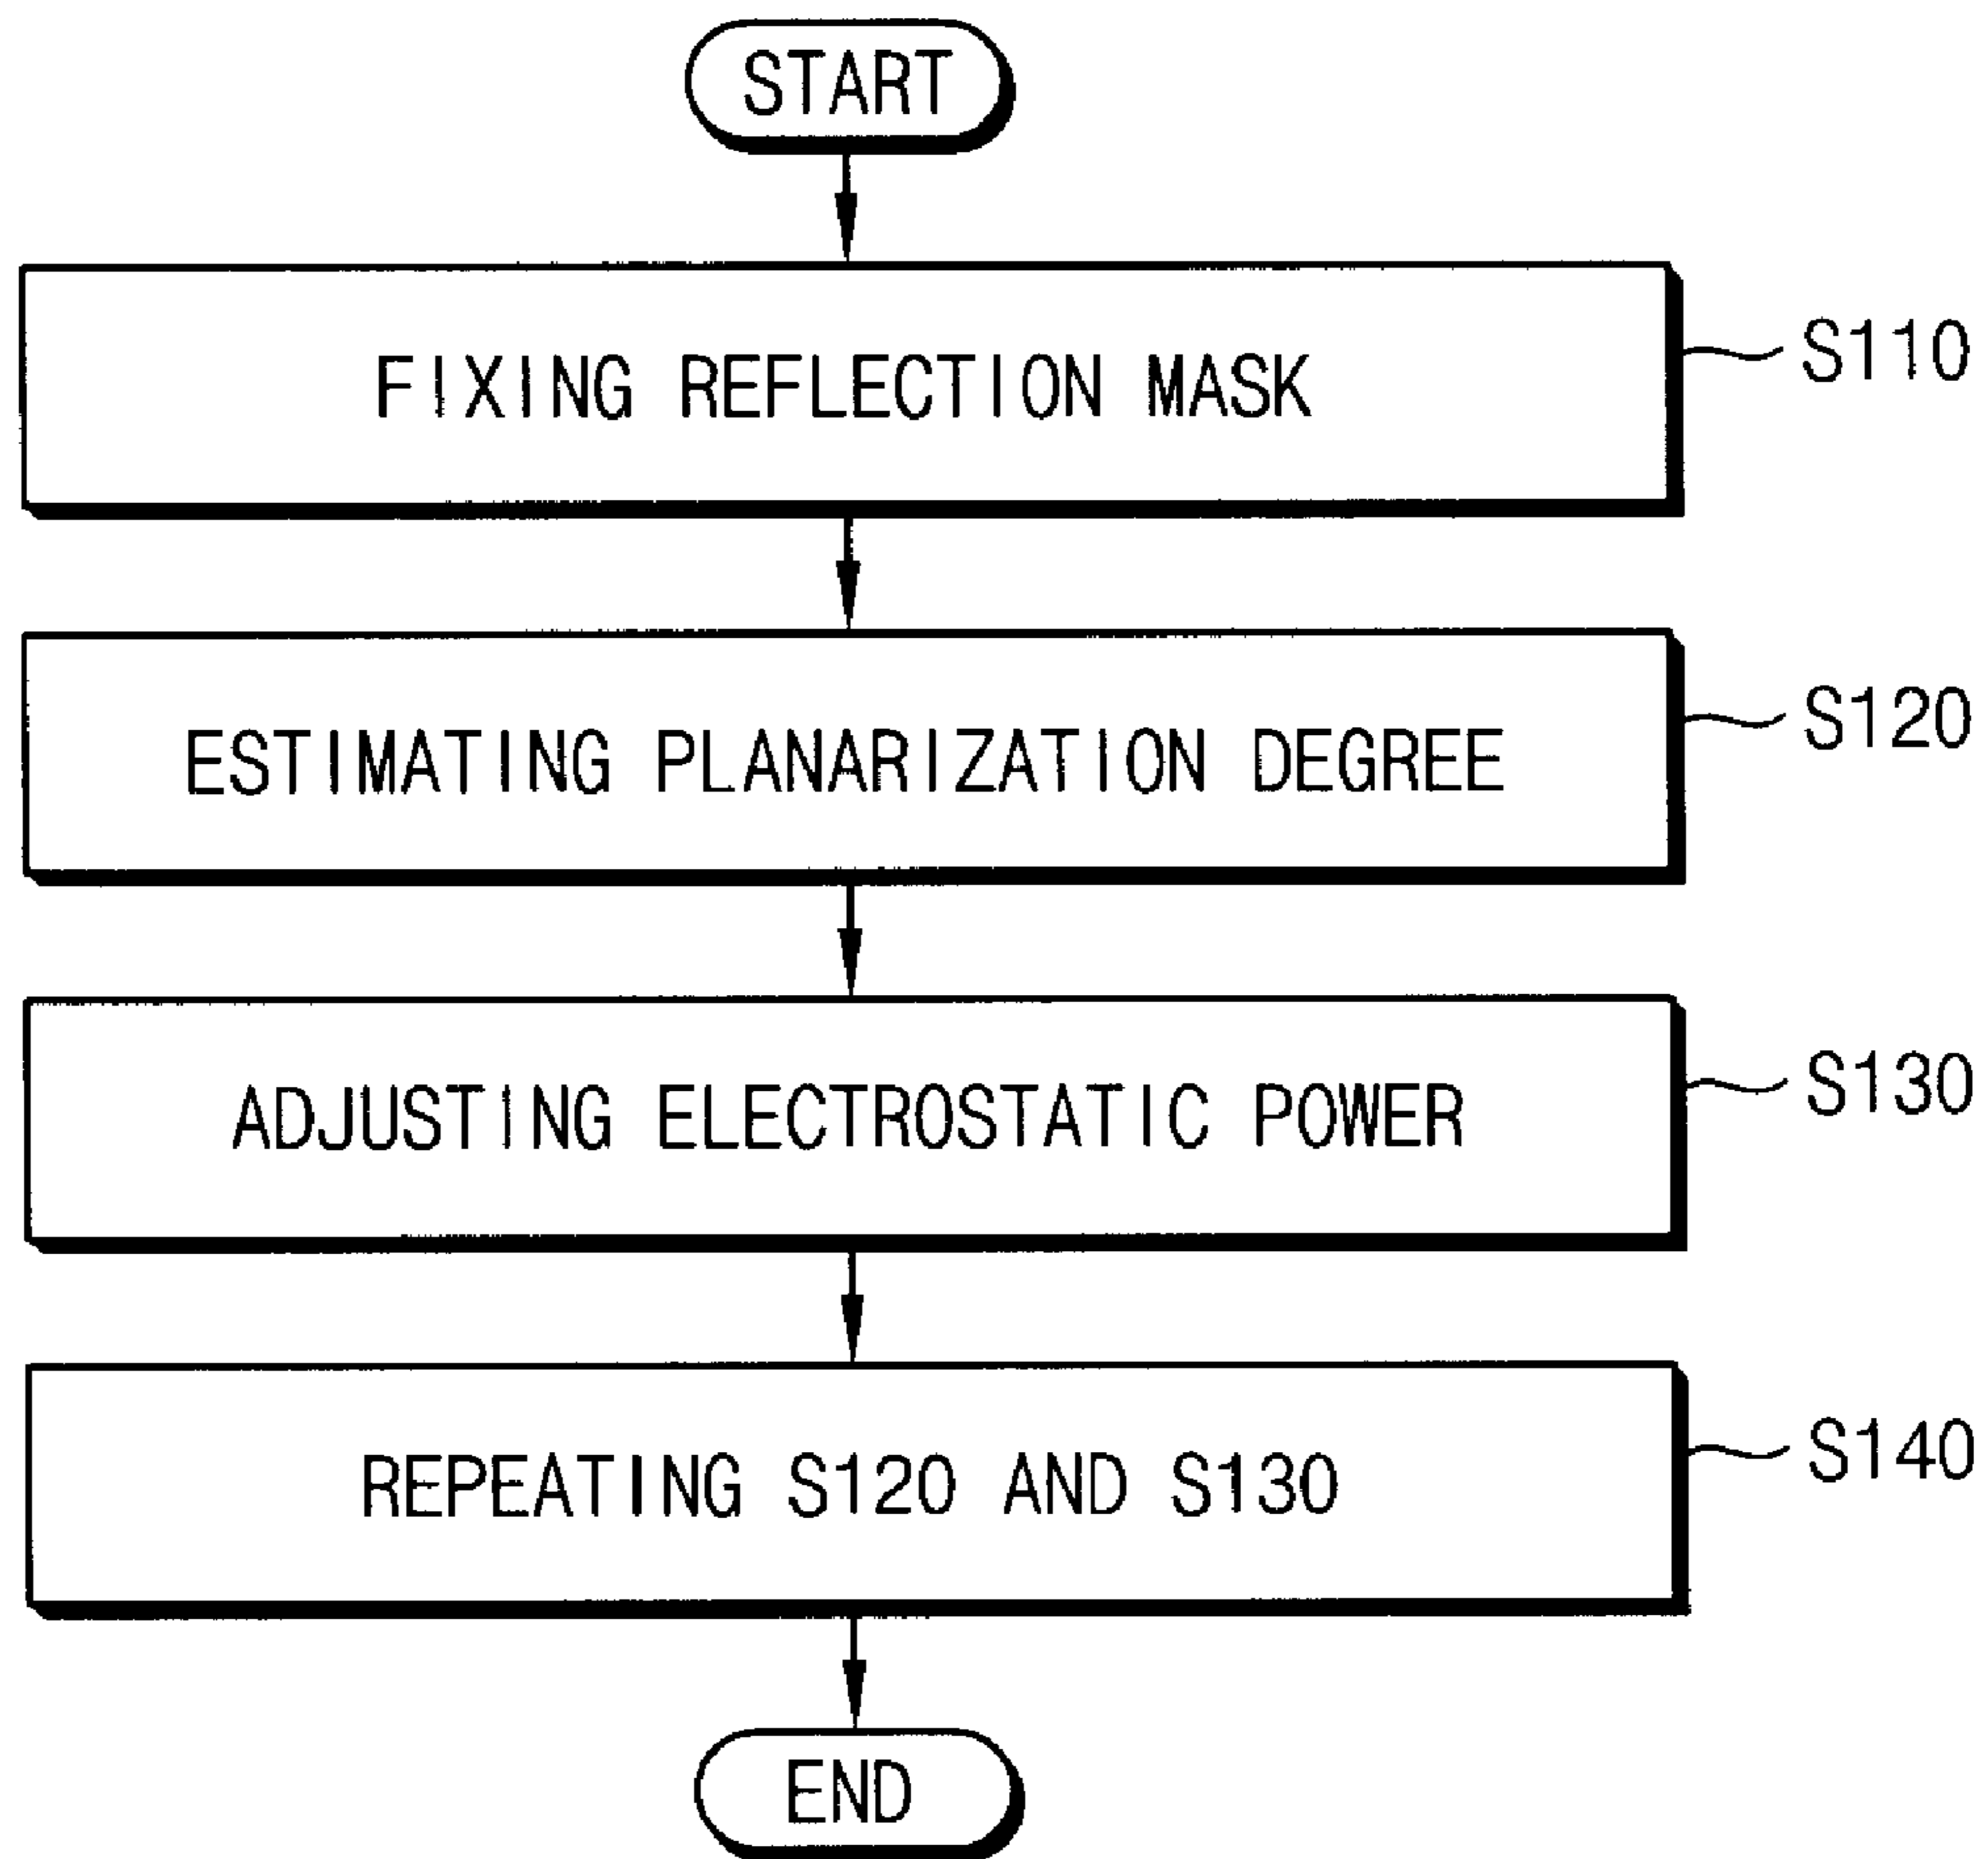 START
FIXING REFLECTION MASK
S110
ESTIMATING PLANARIZATION DEGREE
S120
ADJUSTING ELECTROSTATIC POWER
S130
REPEATING S120 AND S130
S140
END